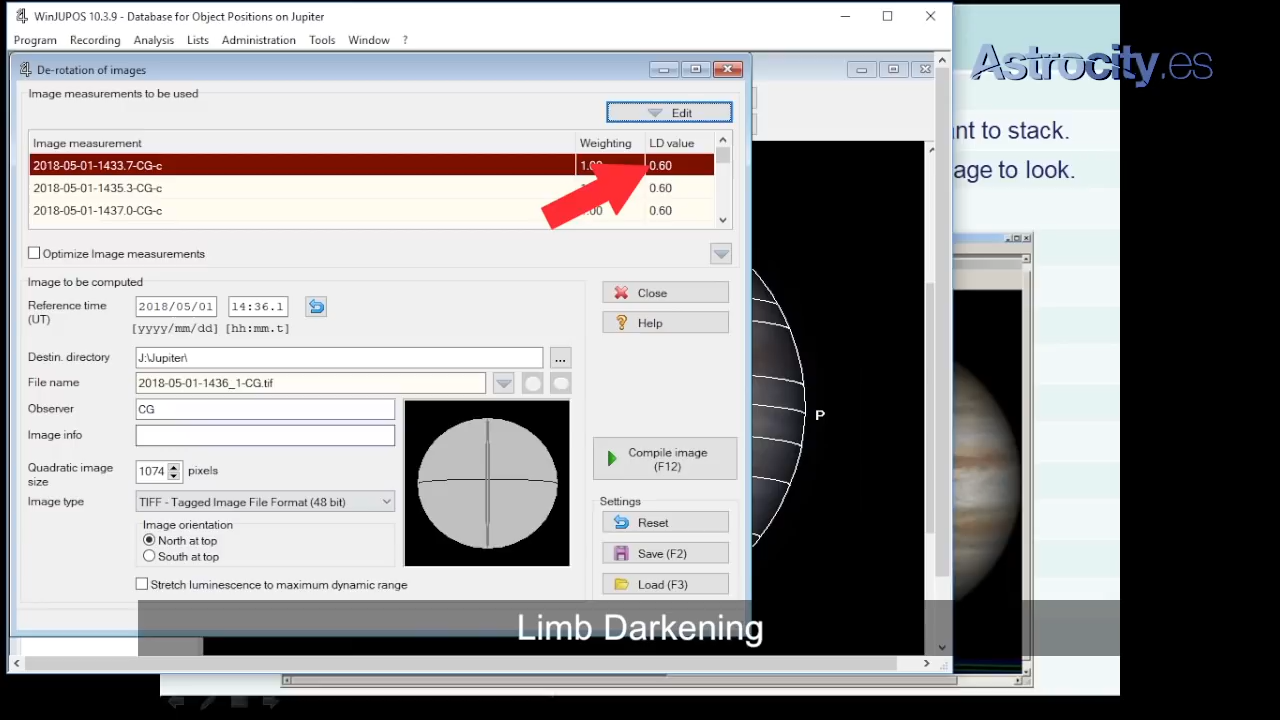 WinJUPOS 10.3.9 - Database for Object Positions on Jupiter
Program Recording Analysis Lists Administration Tools Window ?
Astrocity.es
De-rotation of images
Image measurements to be used
Edit
nt to stack.
age to look.
Image measurement Weighting LD value
2018-05-01-1433.7-CG-c 0.60
2018-05-01-1435.3-CG-c 0.60
2018-05-01-1437.0-CG-c 0.60
Optimize Image measurements
Image to be computed
Reference time
(UT)
2018/05/01 14:36.1
[yyyy/mm/dd] [hh:mm.t]
Close
Help
Destin. directory J:\Jupiter\ ...
File name 2018-05-01-1436_1-CG.tif
Observer CG
Image info
P
Quadratic image
size
1074 pixels
Compile image
(F12)
Image type TIFF - Tagged Image File Format (48 bit)
Image orientation
North at top
South at top
Stretch luminescence to maximum dynamic range
Settings
Reset
Save (F2)
Load (F3)
Limb Darkening